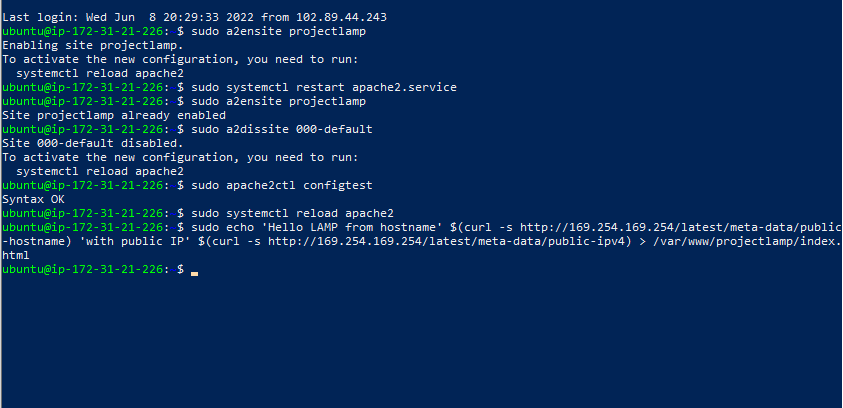 Last login: Wed Jun  8 20:29:33 2022 from 102.89.44.243
ubuntu@ip-172-31-21-226: $ sudo a2ensite projectlamp
Enabling site projectlamp.
To activate the new configuration, you need to run:
  systemctl reload apache2
ubuntu@ip-172-31-21-226: $ sudo systemctl restart apache2.service
ubuntu@ip-172-31-21-226: $ sudo a2ensite projectlamp
Site projectlamp already enabled
ubuntu@ip-172-31-21-226: $ sudo a2dissite 000-default
Site 000-default disabled.
To activate the new configuration, you need to run:
  systemctl reload apache2
ubuntu@ip-172-31-21-226: $ sudo apache2ctl configtest
Syntax OK
ubuntu@ip-172-31-21-226: $ sudo systemctl reload apache2
ubuntu@ip-172-31-21-226: $ sudo echo 'Hello LAMP from hostname' $(curl -s http://169.254.169.254/latest/meta-data/public
-hostname) 'with public IP' $(curl -s http://169.254.169.254/latest/meta-data/public-ipv4) > /var/www/projectlamp/index.
html
ubuntu@ip-172-31-21-226: $